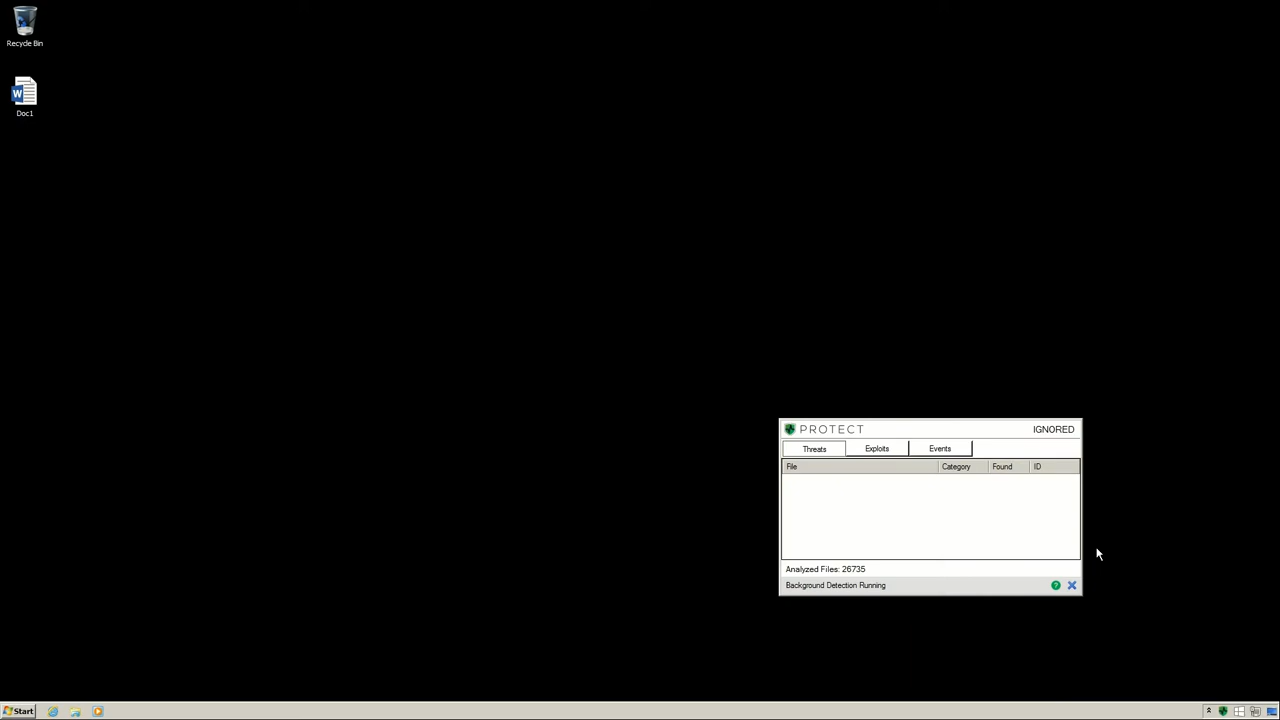 Recycle Bin
Doc1
PROTECT IGNORED
Threats Exploits Events
File Category Found ID
Analyzed Files: 26735
Background Detection Running
Start